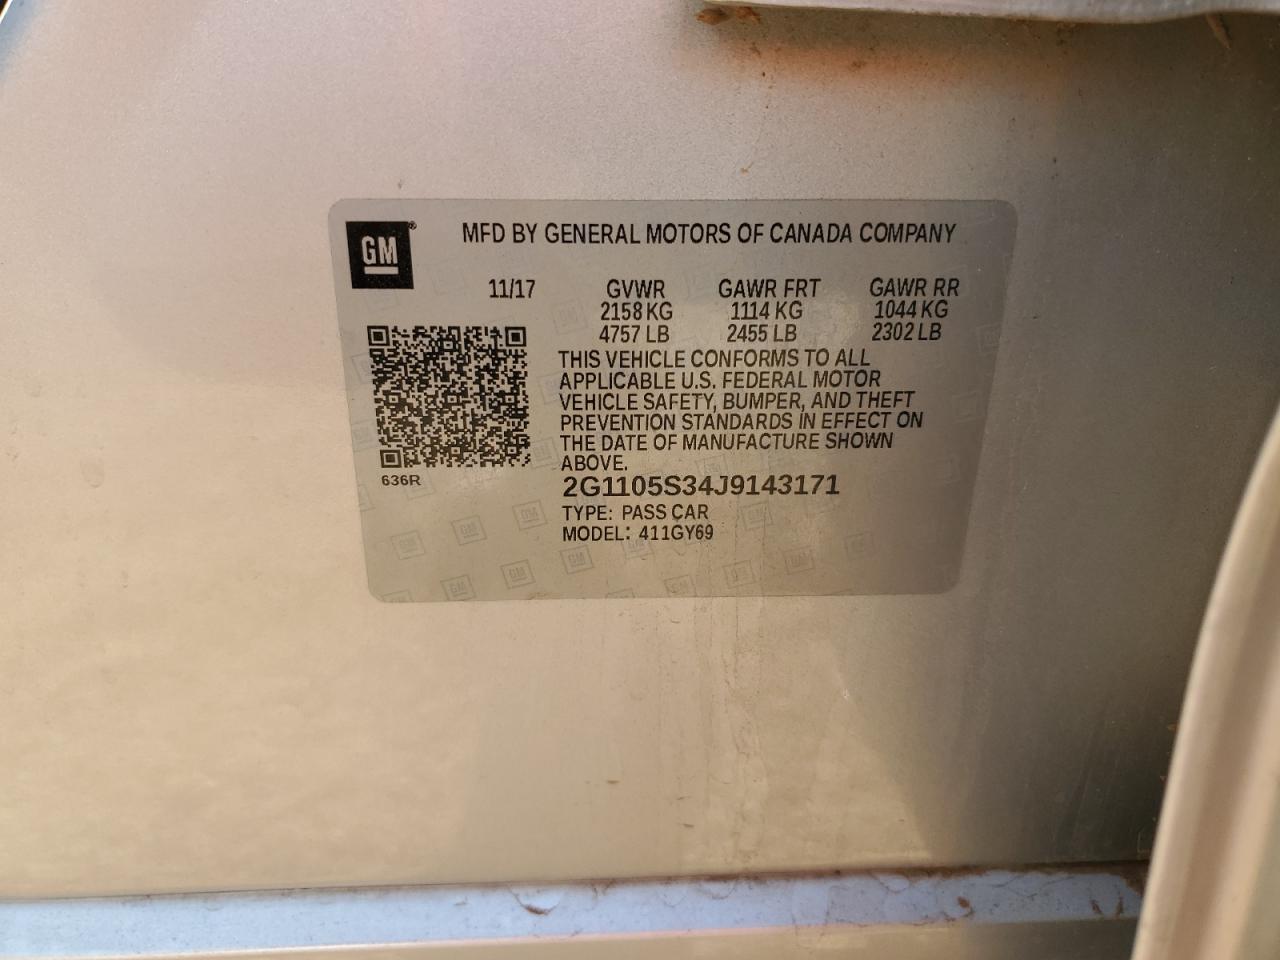 GM®
MFD BY GENERAL MOTORS OF CANADA COMPANY
11/17 GVWR GAWR FRT GAWR RR
2158 KG 1114 KG 1044 KG
4757 LB 2455 LB 2302 LB
THIS VEHICLE CONFORMS TO ALL
APPLICABLE U.S. FEDERAL MOTOR
VEHICLE SAFETY, BUMPER, AND THEFT
PREVENTION STANDARDS IN EFFECT ON
THE DATE OF MANUFACTURE SHOWN
ABOVE.
636R
2G1105S34J9143171
TYPE: PASS CAR
MODEL: 411GY69